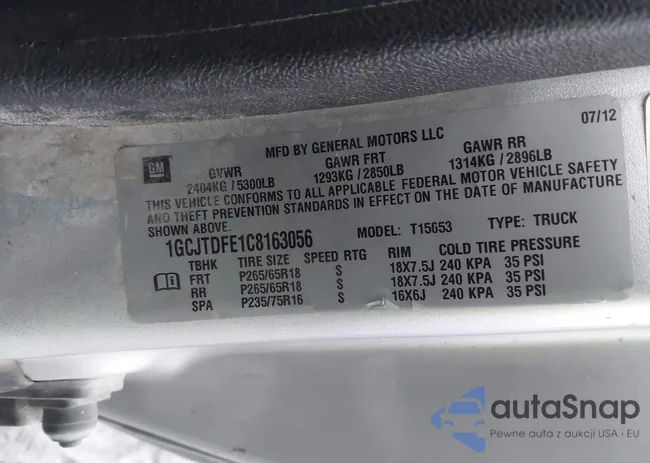 07/12
MFD BY GENERAL MOTORS LLC
GM
GVWR GAWR FRT GAWR RR
2404KG / 5300LB 1293KG / 2850LB 1314KG / 2896LB
THIS VEHICLE CONFORMS TO ALL APPLICABLE FEDERAL MOTOR VEHICLE SAFETY
AND THEFT PREVENTION STANDARDS IN EFFECT ON THE DATE OF MANUFACTURE
SHOWN ABOVE.
1GCJTDFE1C8163056 MODEL: T15653 TYPE: TRUCK
TBHK TIRE SIZE SPEED RTG RIM COLD TIRE PRESSURE
FRT P265/65R18 S 18X7.5J 240 KPA 35 PSI
RR P265/65R18 S 18X7.5J 240 KPA 35 PSI
SPA P235/75R16 S 16X6J 240 KPA 35 PSI
autaSnap
Pewne auta z aukcji USA i EU